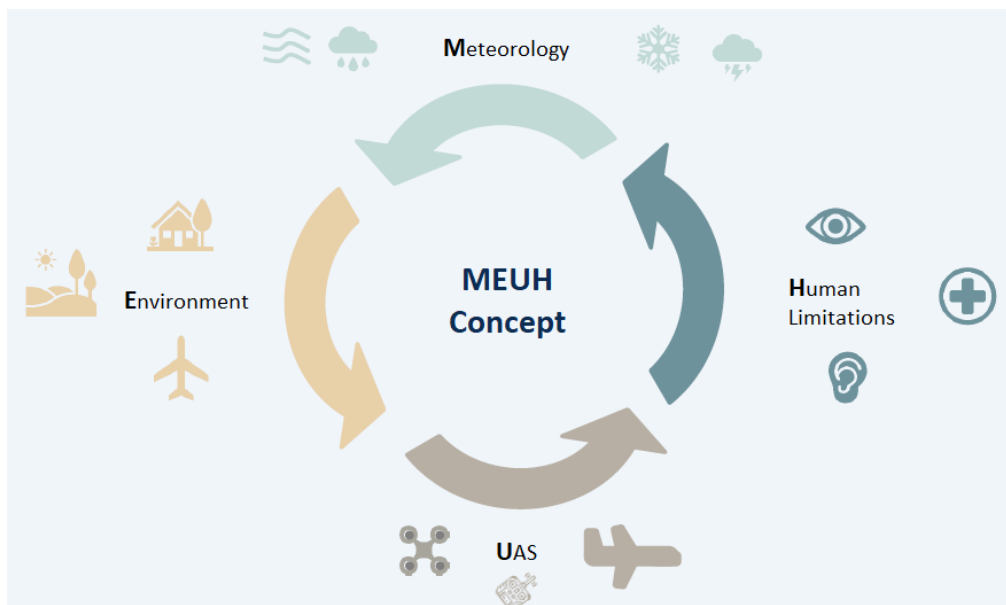 Meteorology
MEUH
Concept
Environment
Human
Limitations
UAS